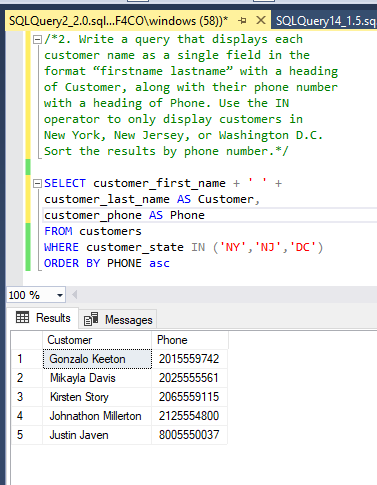 SQLQuery2_2.0.sql...F4CO\windows (58))*
SQLQuery14_1.5.sq
/*2. Write a query that displays each
customer name as a single field in the
format “firstname lastname” with a heading
of Customer, along with their phone number
with a heading of Phone. Use the IN
operator to only display customers in
New York, New Jersey, or Washington D.C.
Sort the results by phone number.*/
SELECT customer_first_name + ' ' +
customer_last_name AS Customer,
customer_phone AS Phone
FROM customers
WHERE customer_state IN ('NY','NJ','DC')
ORDER BY PHONE asc
100 %
Results Messages
Customer Phone
1 Gonzalo Keeton 2015559742
2 Mikayla Davis 2025555561
3 Kirsten Story 2065559115
4 Johnathon Millerton 2125554800
5 Justin Javen 8005550037